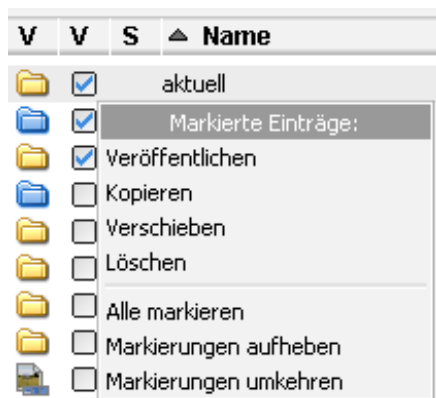 V V S Name
aktuell
Markierte Einträge:
Veröffentlichen
Kopieren
Verschieben
Löschen
Alle markieren
Markierungen aufheben
Markierungen umkehren